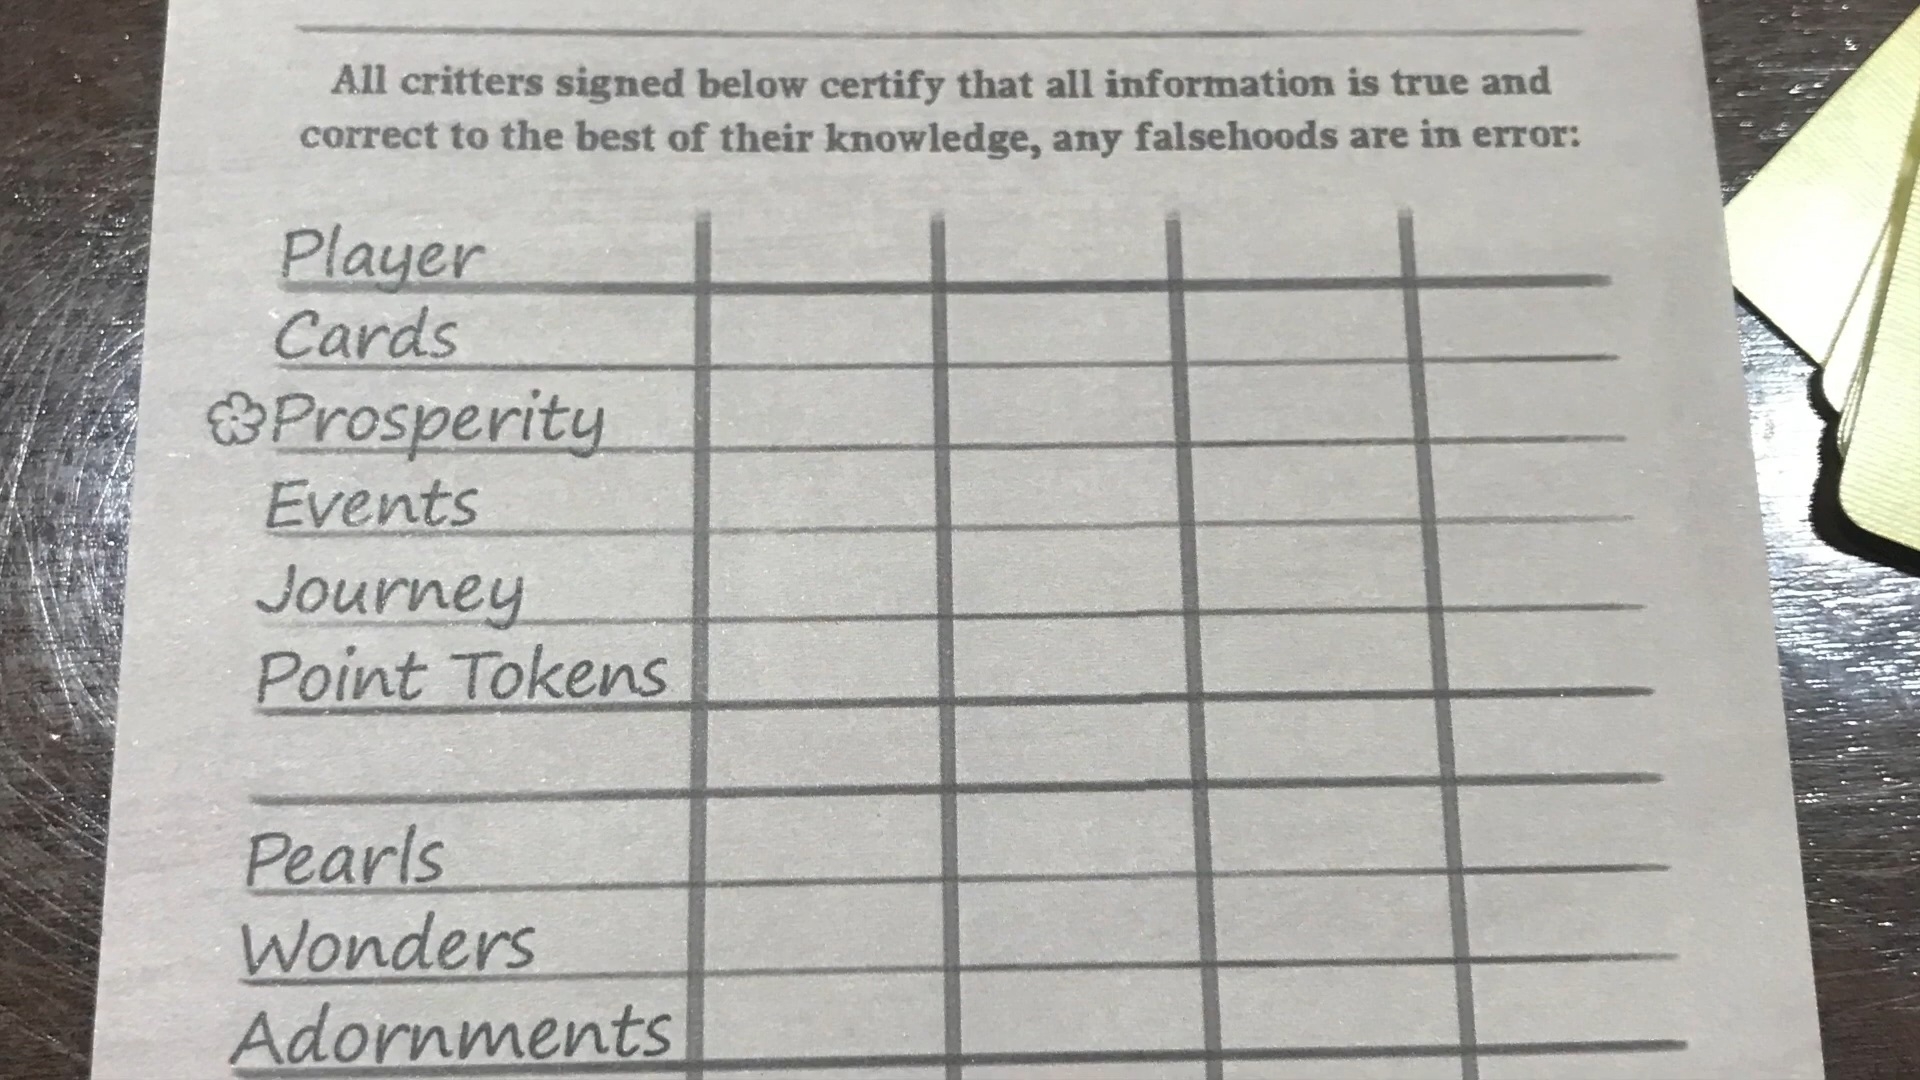 All critters signed below certify that all information is true and
correct to the best of their knowledge, any falsehoods are in error:
Player
Cards
Prosperity
Events
Journey
Point Tokens
Pearls
Wonders
Adornments